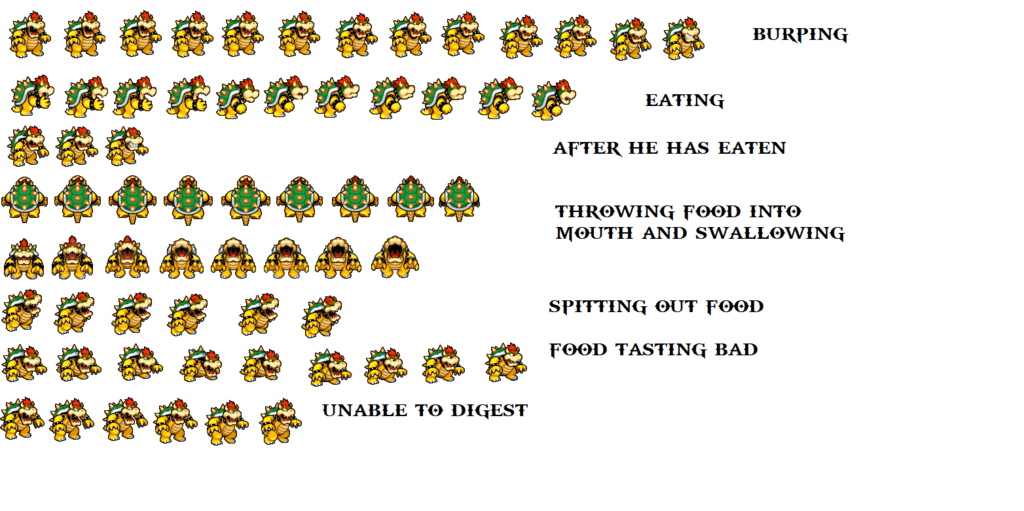 BURPING
EATING
AFTER HE HAS EATEN
THROWING FOOD INTO
MOUTH AND SWALLOWING
SPITTING OUT FOOD
FOOD TASTING BAD
UNABLE TO DIGEST